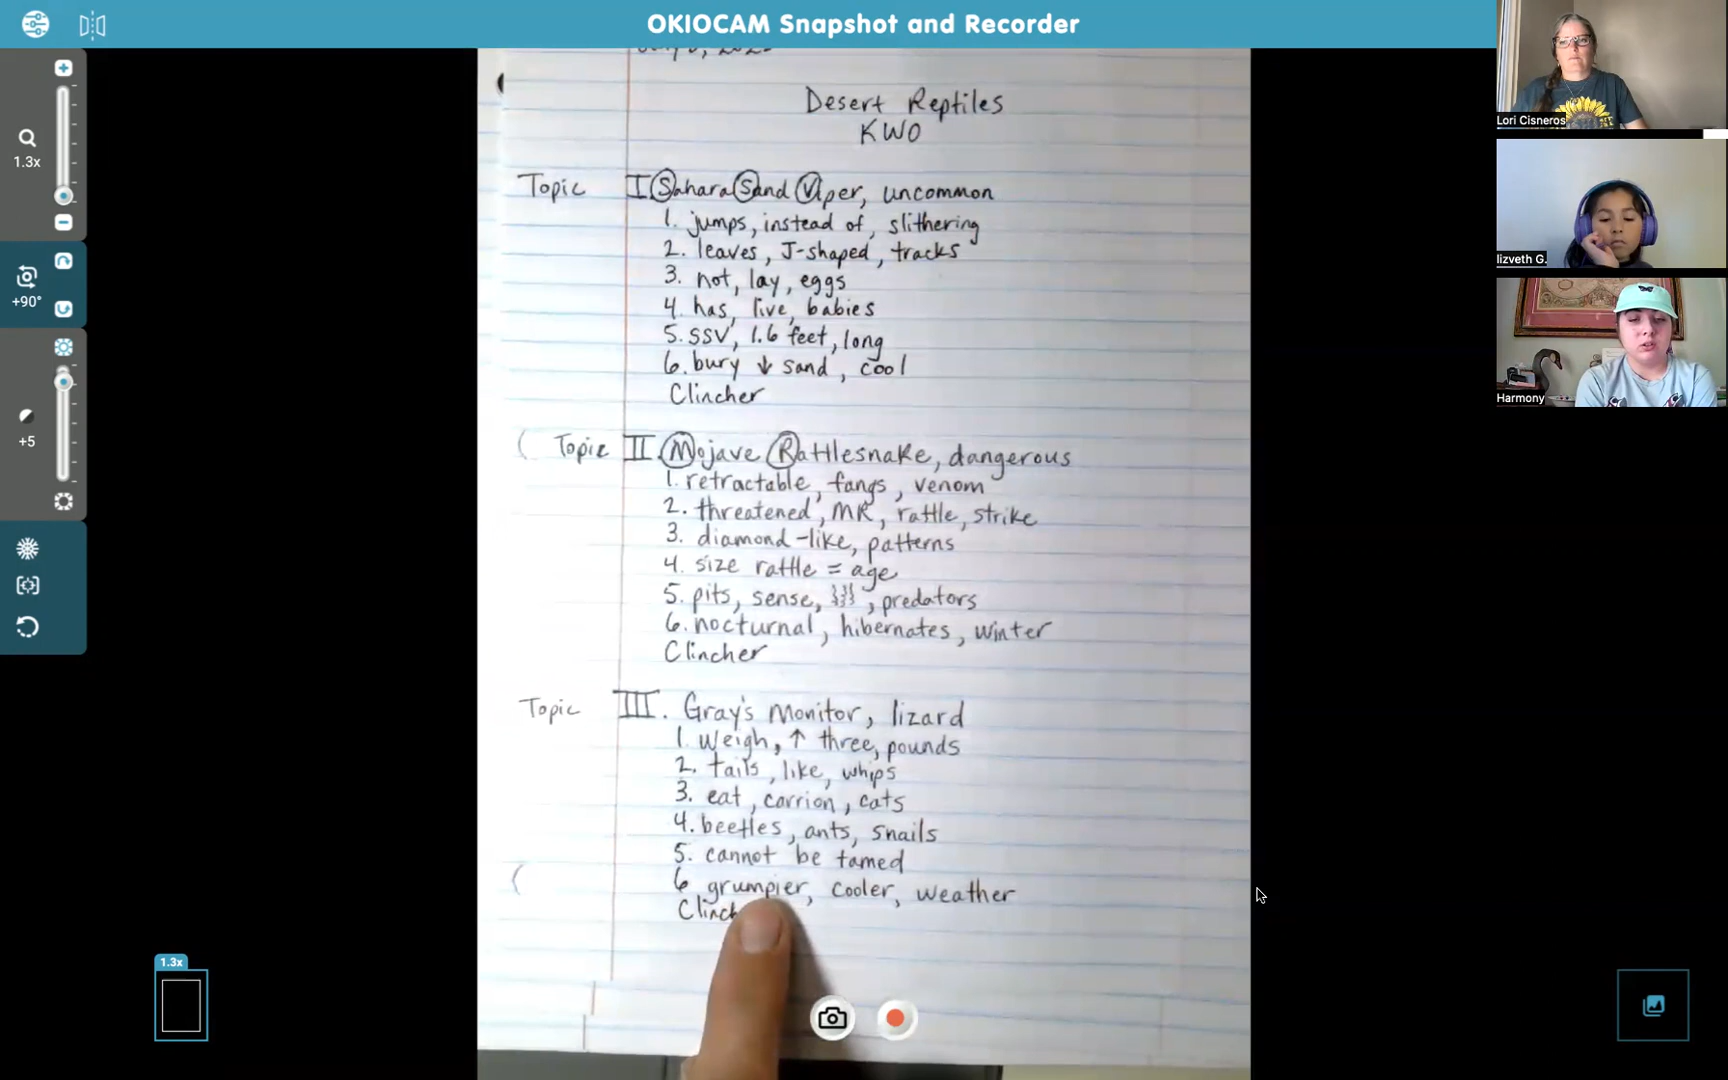 OKIOCAM Snapshot and Recorder
1.3x
+90°
+5
1.3x
Lori Cisneros
lizveth G.
Harmony
Desert Reptiles
KWO
Topic I Sahara Sand Viper, uncommon
1. jumps, instead of, slithering
2. leaves, J-shaped, tracks
3. not, lay, eggs
4. has, live, babies
5. SSV, 1.6 feet, long
6. bury ↓ sand, cool
Clincher
Topic II. Mojave Rattlesnake, dangerous
1. retractable, fangs, venom
2. threatened, MR, rattle, strike
3. diamond-like, patterns
4. size rattle = age
5. pits, sense, , predators
6. nocturnal, hibernates, winter
Clincher
Topic III. Gray's Monitor, lizard
1. weigh, ↑ three, pounds
2. tails, like, whips
3. eat, carrion, cats
4. beetles, ants, snails
5. cannot be tamed
6 grumpier, cooler, weather
Clinch